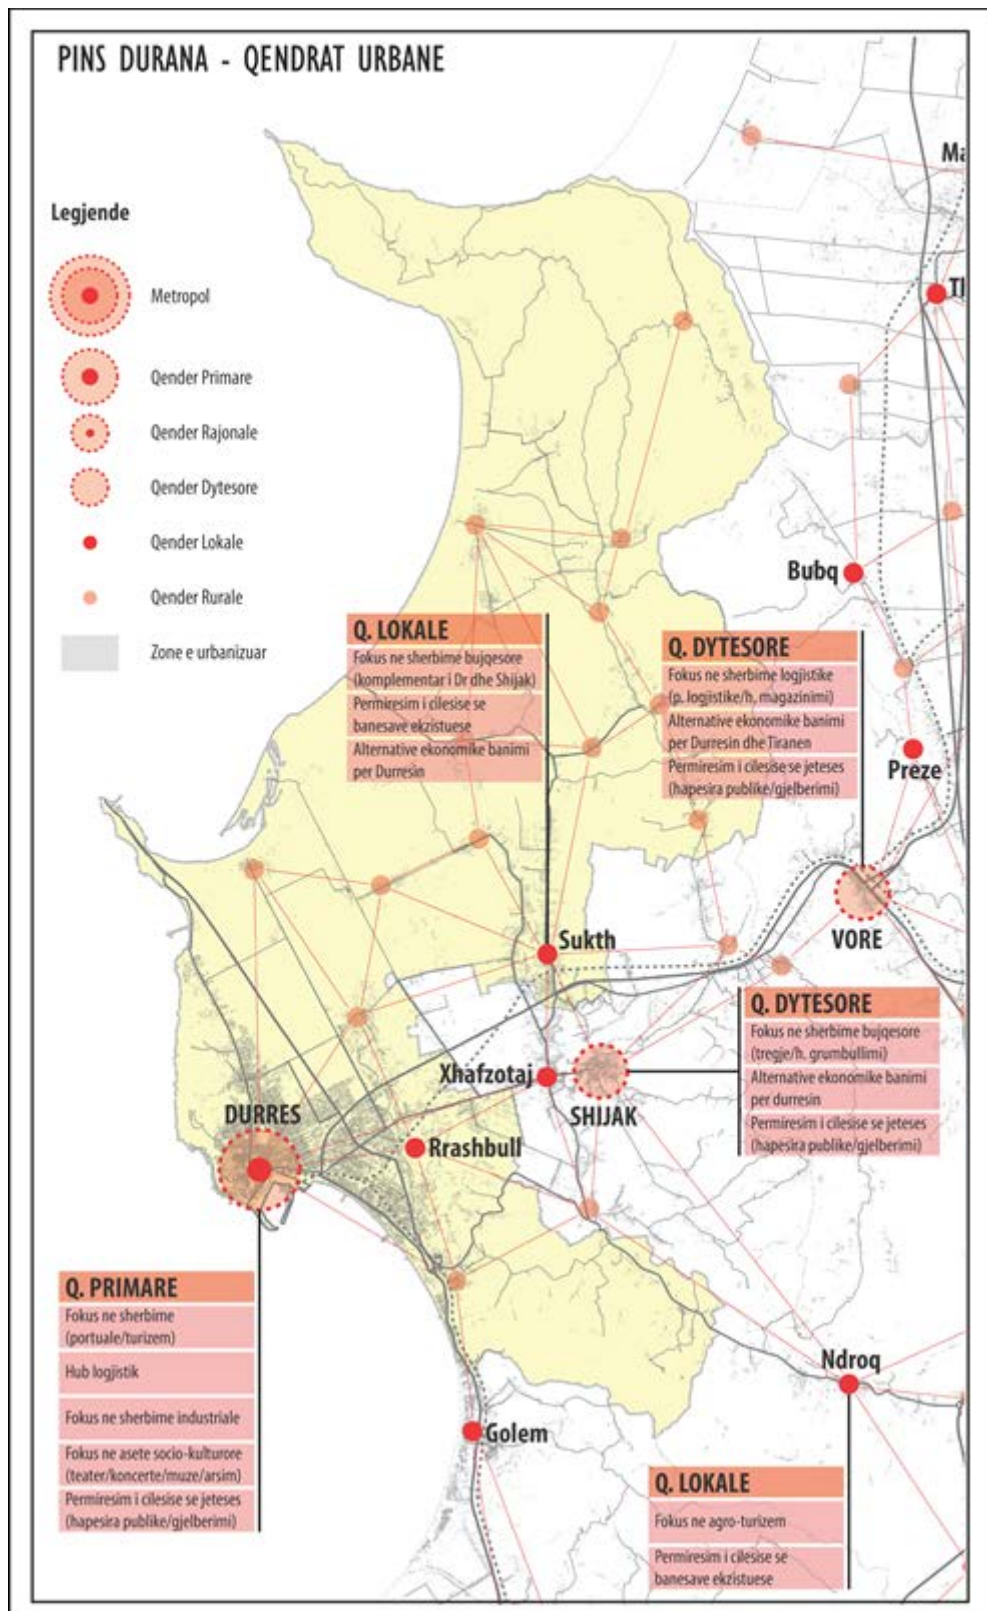 PINS DURANA - QENDRAT URBANE
Legjende
Metropol
Qender Primare
Qender Rajonale
Qender Dytesore
Qender Lokale
Qender Rurale
Zone e urbanizuar
Bubq
Q. LOKALE
Fokus ne sherbime bujqesore
(komplementar i Dr dhe Shijak)
Permiresim i cilesise se
banesave ekzistuese
Alternative ekonomike banimi
per Durresin
Q. DYTESORE
Fokus ne sherbime logjistike
(p. logjistike/h. magazinimi)
Alternative ekonomike banimi
per Durresin dhe Tiranen
Permiresim i cilesise se jeteses
(hapesira publike/gjelberimi)
Preze
Sukth
VORE
Q. DYTESORE
Fokus ne sherbime bujqesore
(tregje/h. grumbullimi)
Alternative ekonomike banimi
per durresin
Permiresim i cilesise se jeteses
(hapesira publike/gjelberimi)
Xhafzotaj
SHIJAK
DURRES
Rrashbull
Q. PRIMARE
Fokus ne sherbime
(portuale/turizem)
Hub logjistik
Fokus ne sherbime industriale
Fokus ne asete socio-kulturore
(teater/koncerte/muze/arsim)
Permiresim i cilesise se jeteses
(hapesira publike/gjelberimi)
Ndroq
Golem
Q. LOKALE
Fokus ne agro-turizem
Permiresim i cilesise se
banesave ekzistuese